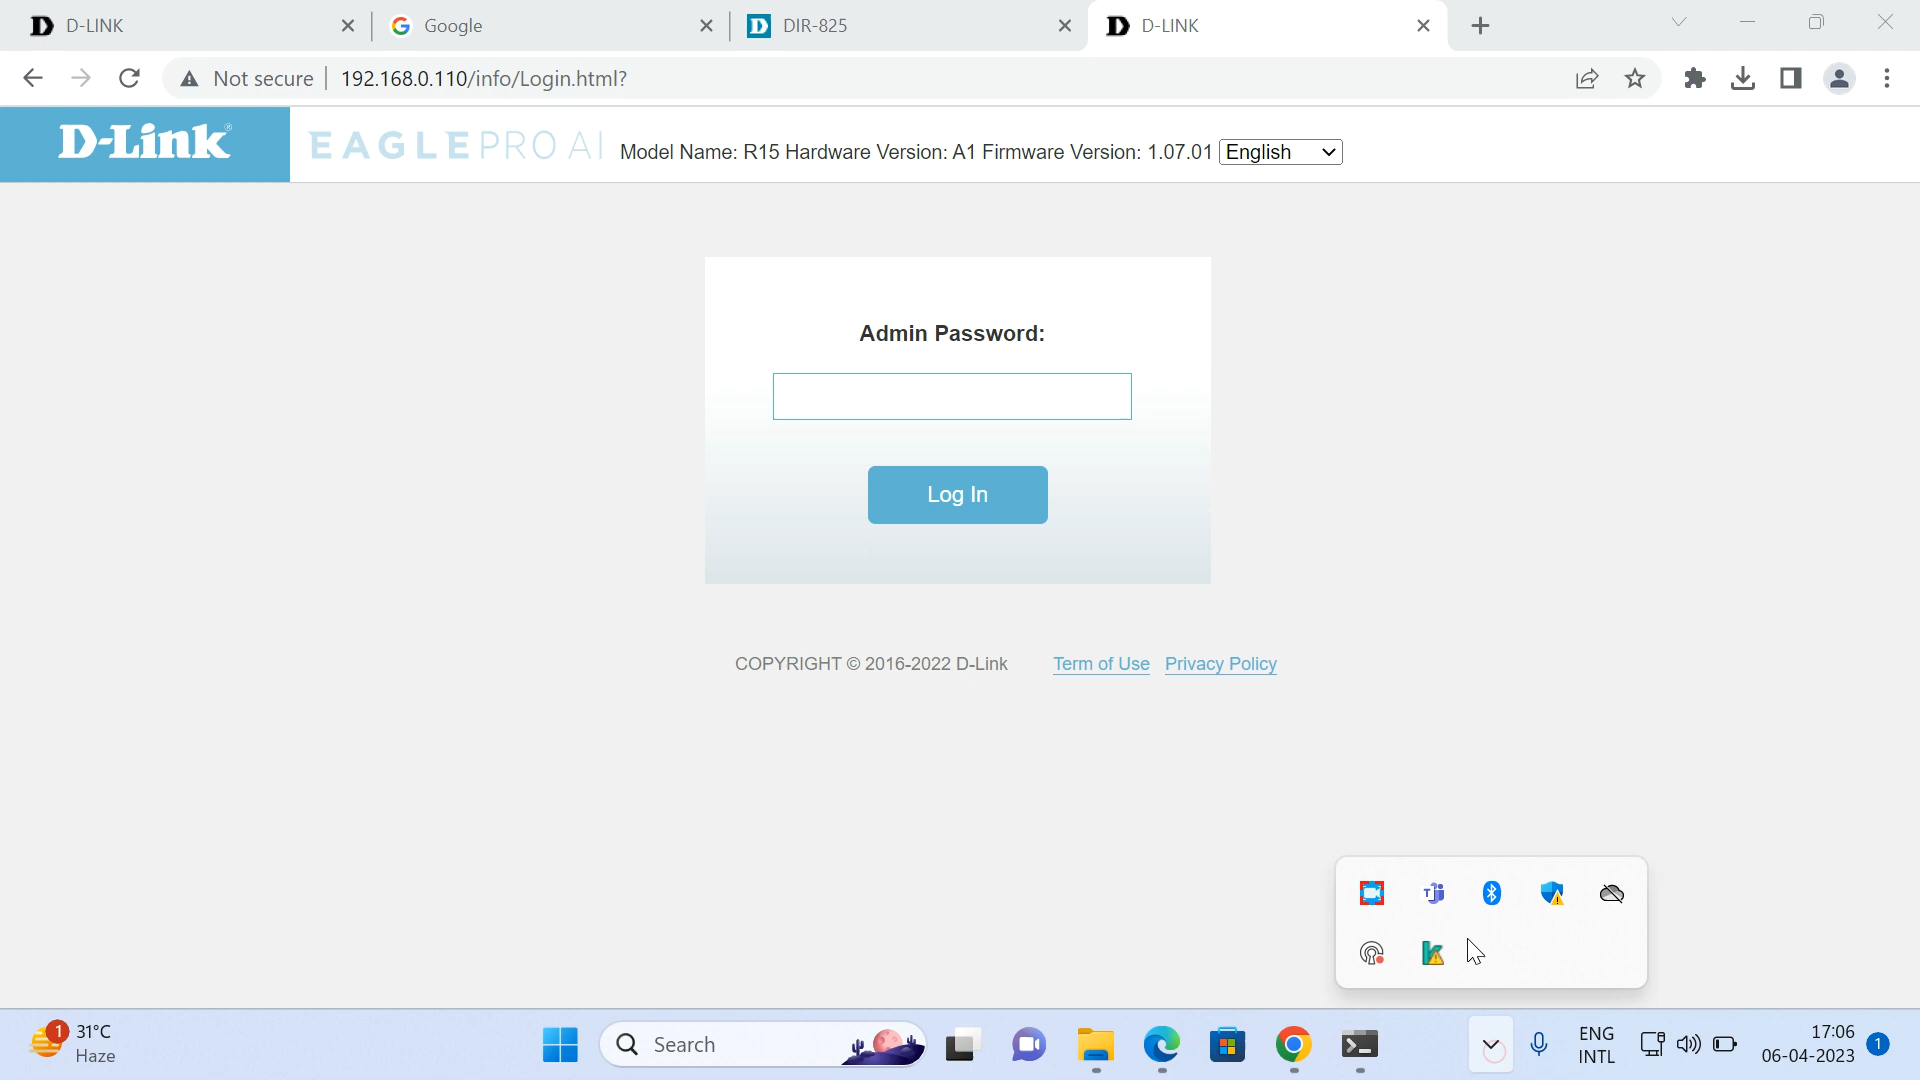 D-LINK
Google
DIR-825
D-LINK
Not secure
192.168.0.110/info/Login.html?
D-Link®
EAGLE PRO AI
Model Name: R15 Hardware Version: A1 Firmware Version: 1.07.01 English
Admin Password:
Log In
COPYRIGHT © 2016-2022 D-Link
Term of Use
Privacy Policy
1
31°C
Haze
Search
ENG
INTL
17:06
06-04-2023
1